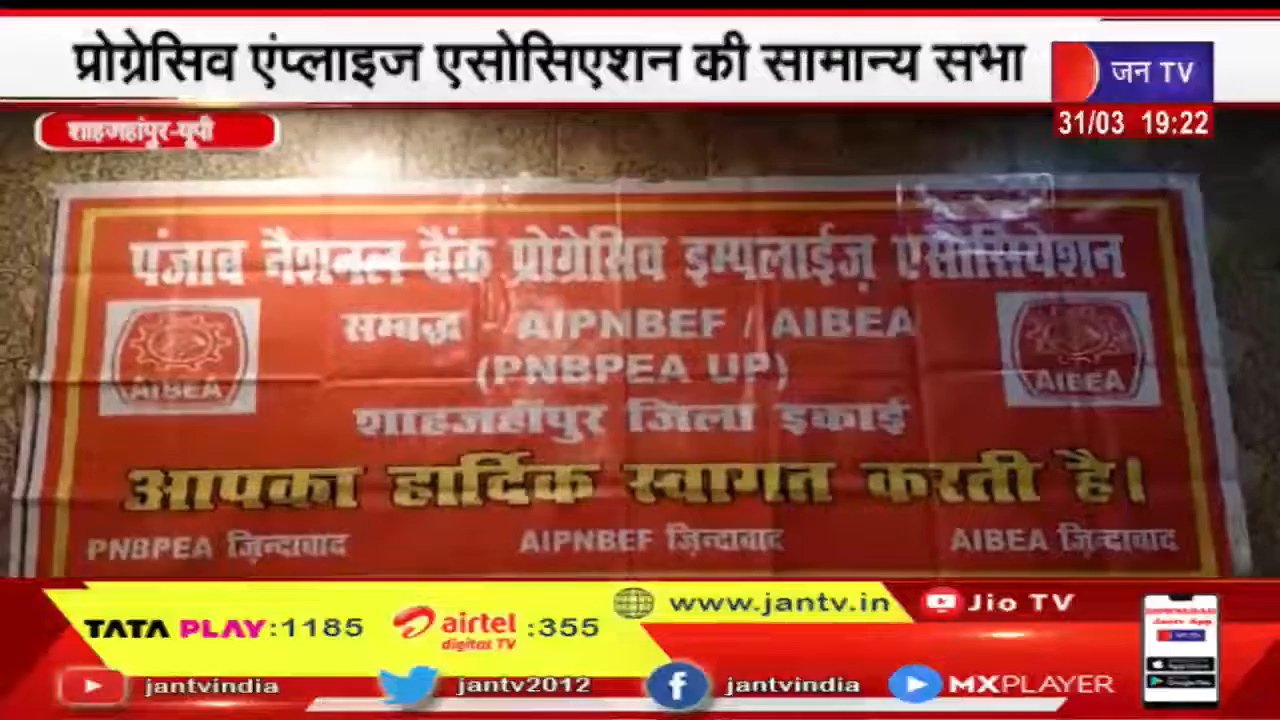 प्रोग्रेसिव एंप्लाइज एसोसिएशन की सामान्य सभा
जन TV
31/03 19:22
शाहजहांपुर-यूपी
पंजाब नैशनल बैंक प्रोग्रेसिव इम्पलाईज़ एसोसियेशन
सम्बद्ध - AIPNBEF / AIBEA
(PNBPEA UP)
AIBEA
AIBEA
शाहजहाँपुर जिला इकाई
आपका हार्दिक स्वागत करती है।
PNBPEA ज़िन्दाबाद AIPNBEF ज़िन्दाबाद AIBEA ज़िन्दाबाद
www.jantv.in
Jio TV
TATA PLAY:1185
airtel digital TV :355
jantvindia
jantv2012
jantvindia
MXPLAYER